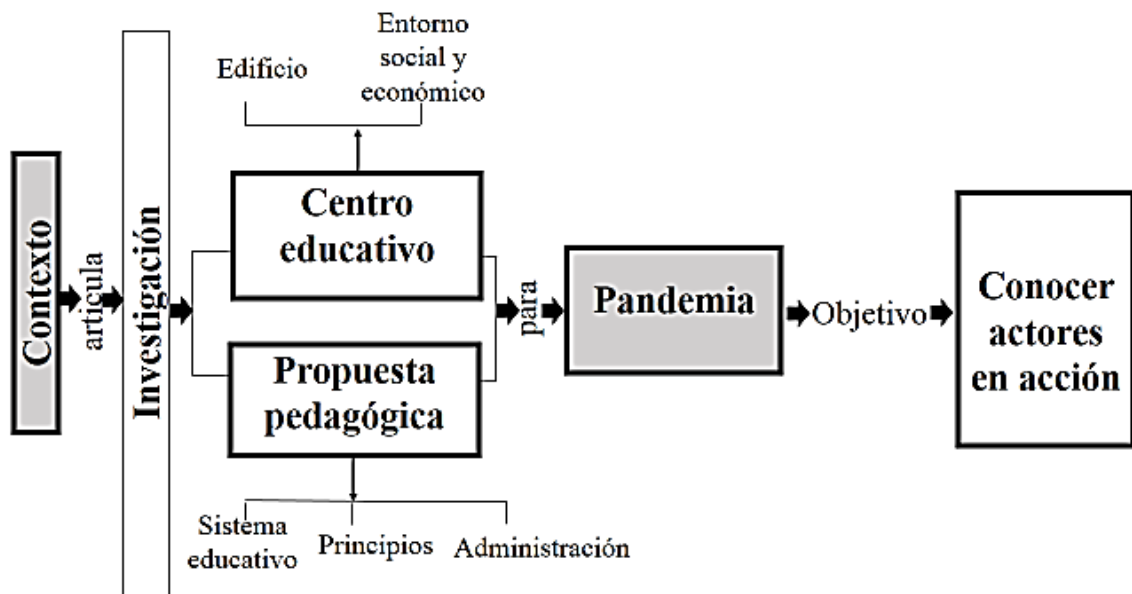 Contexto
articula
Investigación
Edificio
Entorno
social y
económico
Centro
educativo
Propuesta
pedagógica
Sistema
educativo
Principios
Administración
para
Pandemia
Objetivo
Conocer
actores
en acción